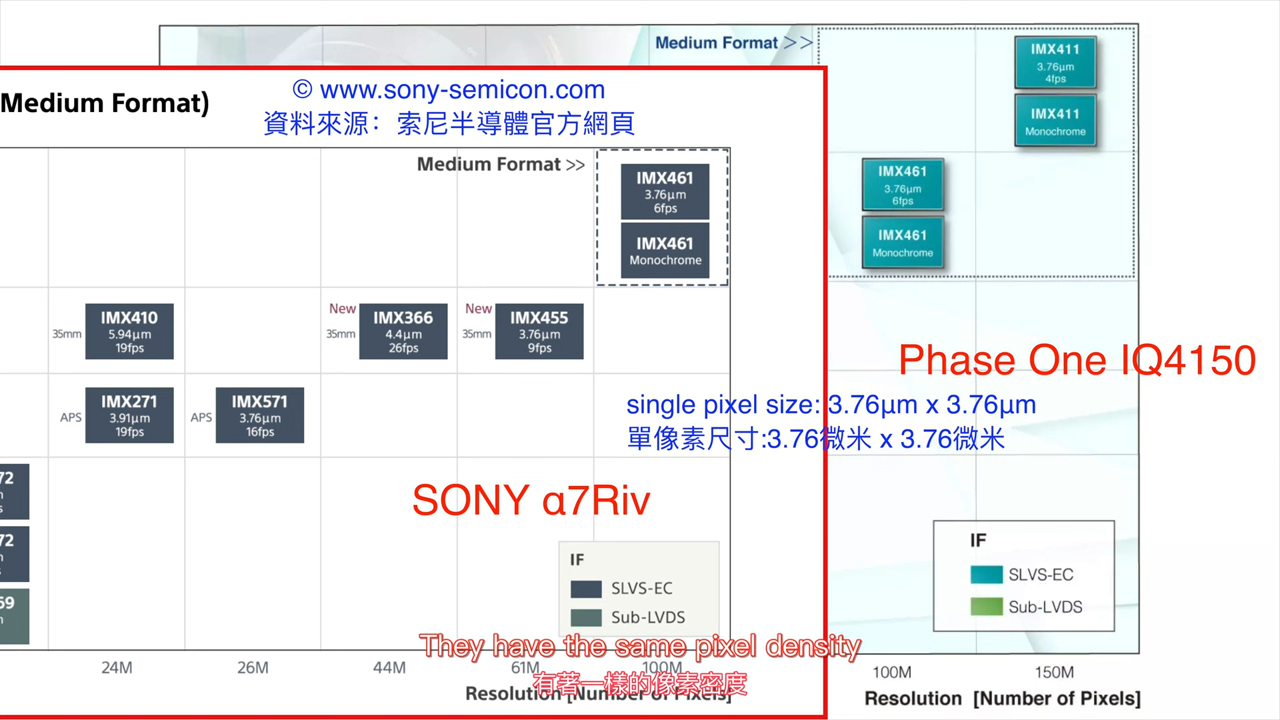 Medium Format >>
IMX411
3.76μm
4fps
IMX411
Monochrome
IMX461
3.76μm
6fps
IMX461
Monochrome
(Medium Format)
© www.sony-semicon.com
資料來源：索尼半導體官方網頁
Medium Format >>
IMX461
3.76μm
6fps
IMX461
Monochrome
35mm
IMX410
5.94μm
19fps
New
35mm
IMX366
4.4μm
26fps
New
35mm
IMX455
3.76μm
9fps
APS
IMX271
3.91μm
19fps
APS
IMX571
3.76μm
16fps
Phase One IQ4150
single pixel size: 3.76μm x 3.76μm
單像素尺寸:3.76微米 x 3.76微米
72
72
59
SONY α7Riv
IF
SLVS-EC
Sub-LVDS
IF
SLVS-EC
Sub-LVDS
They have the same pixel density
有著一樣的像素密度
24M 26M 44M 61M 100M
Resolution [Number of Pixels]
100M 150M
Resolution [Number of Pixels]